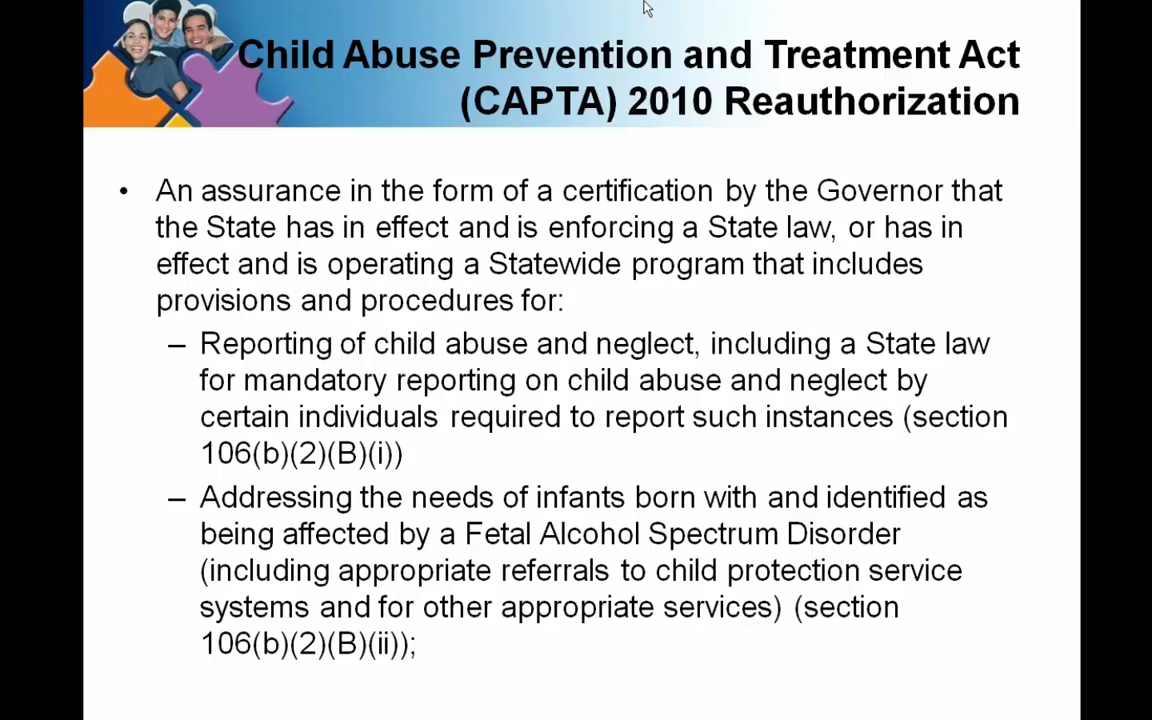 Child Abuse Prevention and Treatment Act
(CAPTA) 2010 Reauthorization
• An assurance in the form of a certification by the Governor that
the State has in effect and is enforcing a State law, or has in
effect and is operating a Statewide program that includes
provisions and procedures for:
– Reporting of child abuse and neglect, including a State law
for mandatory reporting on child abuse and neglect by
certain individuals required to report such instances (section
106(b)(2)(B)(i))
– Addressing the needs of infants born with and identified as
being affected by a Fetal Alcohol Spectrum Disorder
(including appropriate referrals to child protection service
systems and for other appropriate services) (section
106(b)(2)(B)(ii));